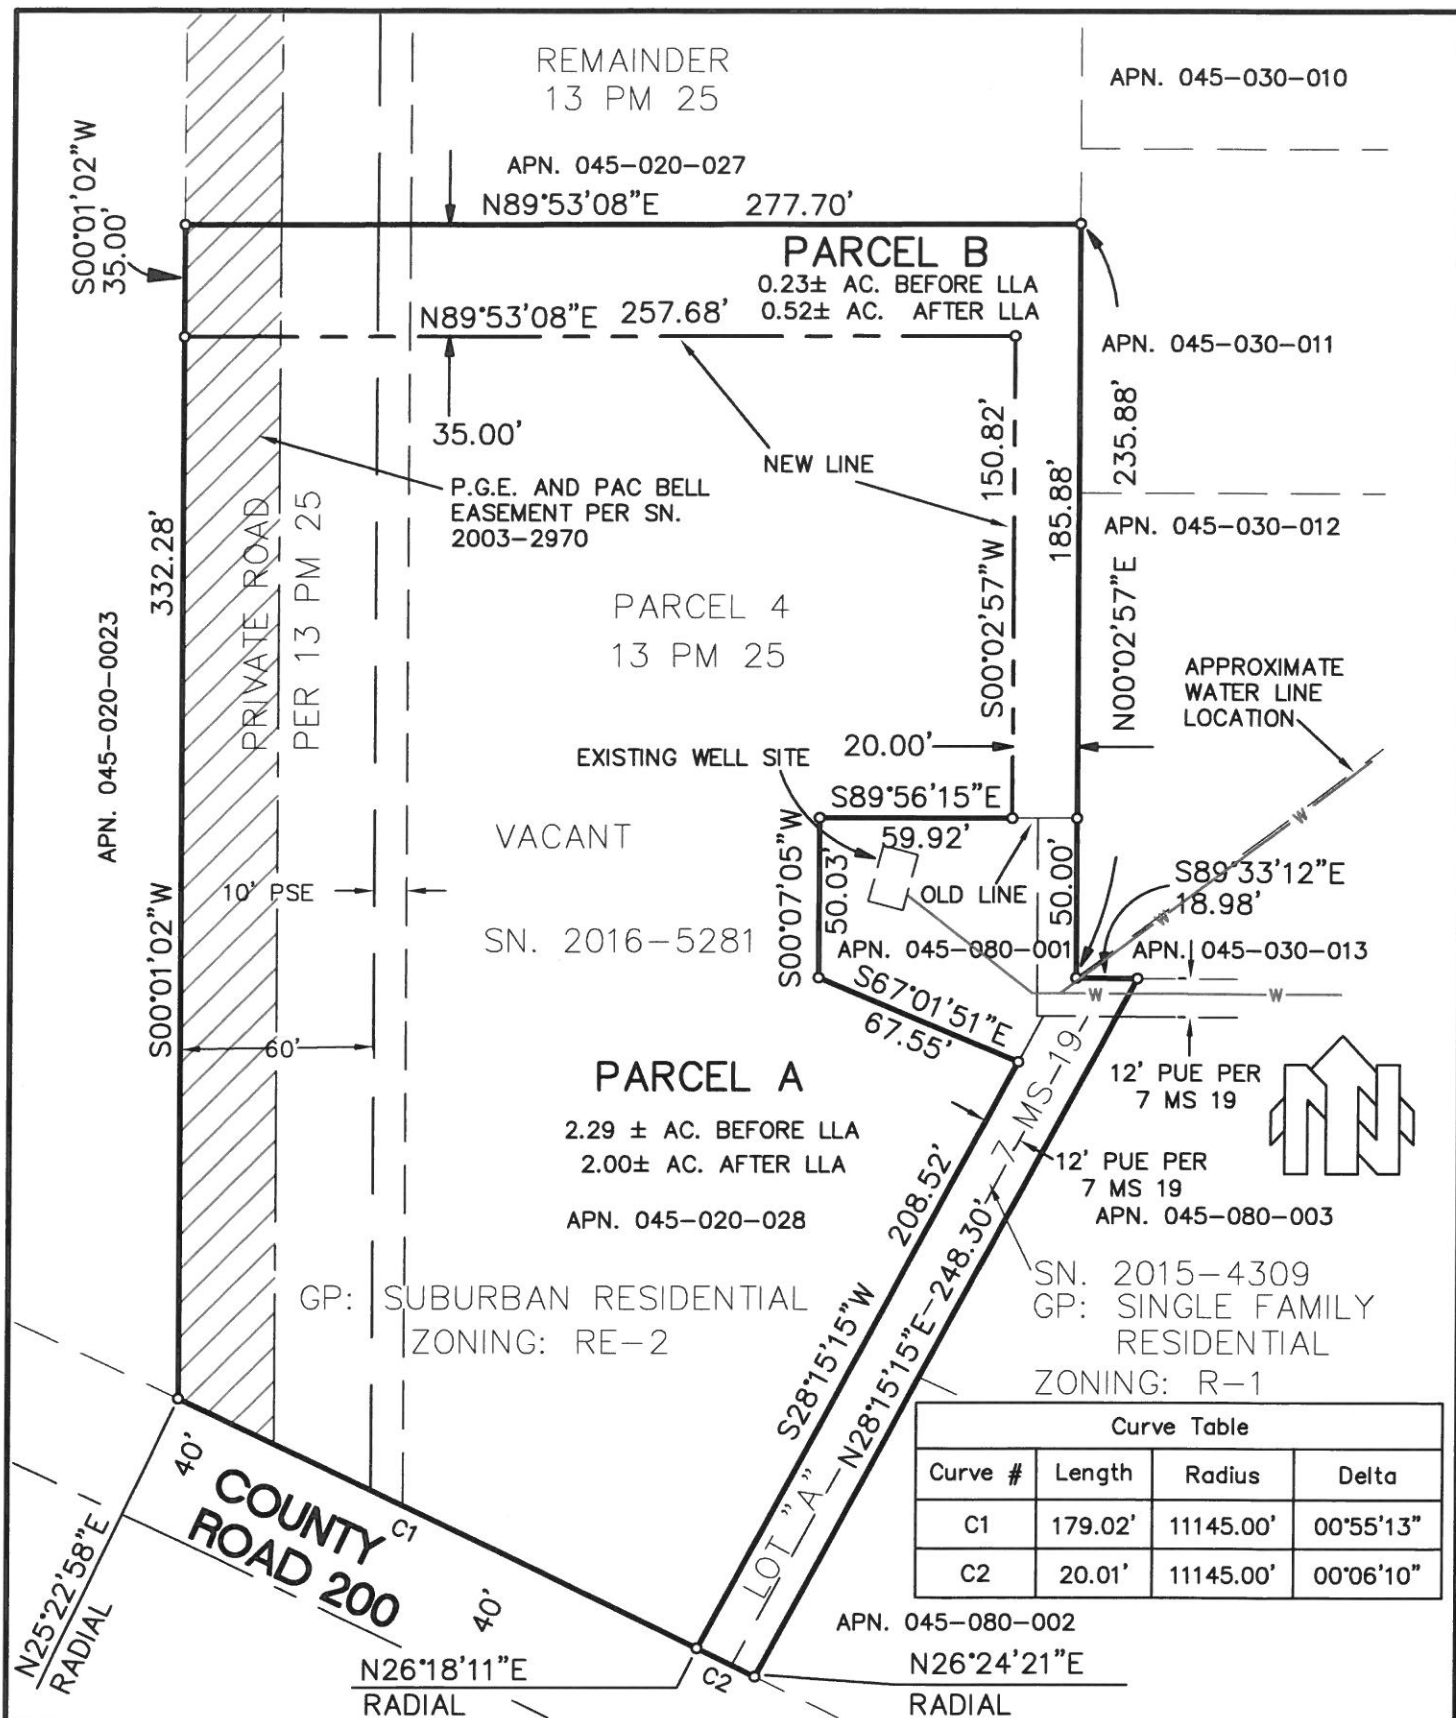 REMAINDER
13 PM 25
APN. 045-030-010
S00°01'02"W
35.00'
APN. 045-020-027
N89°53'08"E 277.70'
PARCEL B
0.23± AC. BEFORE LLA
0.52± AC. AFTER LLA
N89°53'08"E 257.68'
APN. 045-030-011
35.00'
NEW LINE
150.82'
S00°02'57"W
185.88'
235.88'
N00°02'57"E
P.G.E. AND PAC BELL
EASEMENT PER SN.
2003-2970
APN. 045-030-012
332.28'
S00°01'02"W
PRIVATE ROAD
PER 13 PM 25
PARCEL 4
13 PM 25
APN. 045-020-0023
APPROXIMATE
WATER LINE
LOCATION
20.00'
EXISTING WELL SITE
S89°56'15"E
59.92'
VACANT
S00°07'05"W
50.03'
OLD LINE
50.00'
W
S89°33'12"E
18.98'
W
10' PSE
SN. 2016-5281
APN. 045-080-001
APN. 045-030-013
S67°01'51"E
67.55'
W
W
60'
PARCEL A
2.29 ± AC. BEFORE LLA
2.00± AC. AFTER LLA
APN. 045-020-028
12' PUE PER
7 MS 19
12' PUE PER
7 MS 19
APN. 045-080-003
7 MS 19
208.52'
S28°15'15"W
N28°15'15"E 248.30'
LOT "A"
GP: SUBURBAN RESIDENTIAL
ZONING: RE-2
SN. 2015-4309
GP: SINGLE FAMILY
RESIDENTIAL
ZONING: R-1
Curve Table
Curve # Length Radius Delta
C1 179.02' 11145.00' 00°55'13"
C2 20.01' 11145.00' 00°06'10"
40'
COUNTY
ROAD 200
C1
40'
N25°22'58"E
RADIAL
N26°18'11"E
RADIAL
C2
APN. 045-080-002
N26°24'21"E
RADIAL